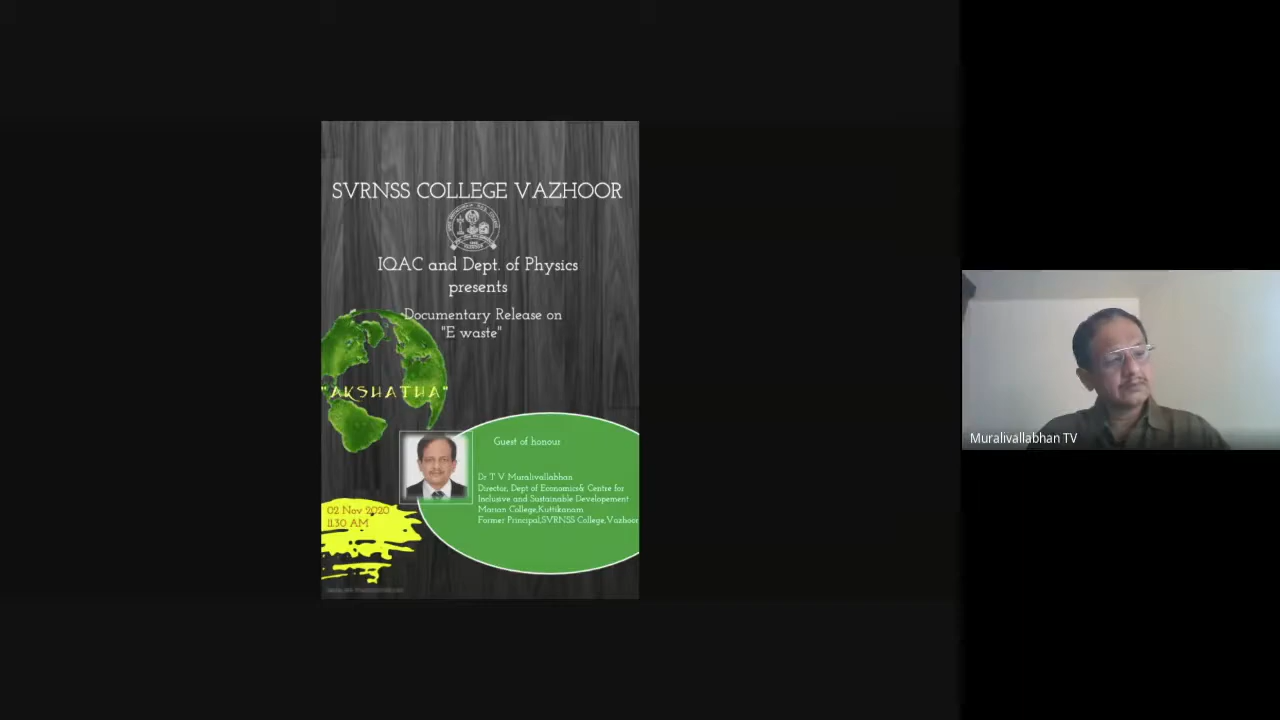 SVRNSS COLLEGE VAZHOOR
IQAC and Dept. of Physics
presents
Documentary Release on
"E waste"
"AKSHATHA"
Guest of honour
Dr T V Muralivallabhan
Director, Dept of Economics& Centre for
Inclusive and Sustainable Developement
Marian College,Kuttikanam
Former Principal,SVRNSS College,Vazhoor
02 Nov 2020
11.30 AM
Muralivallabhan TV